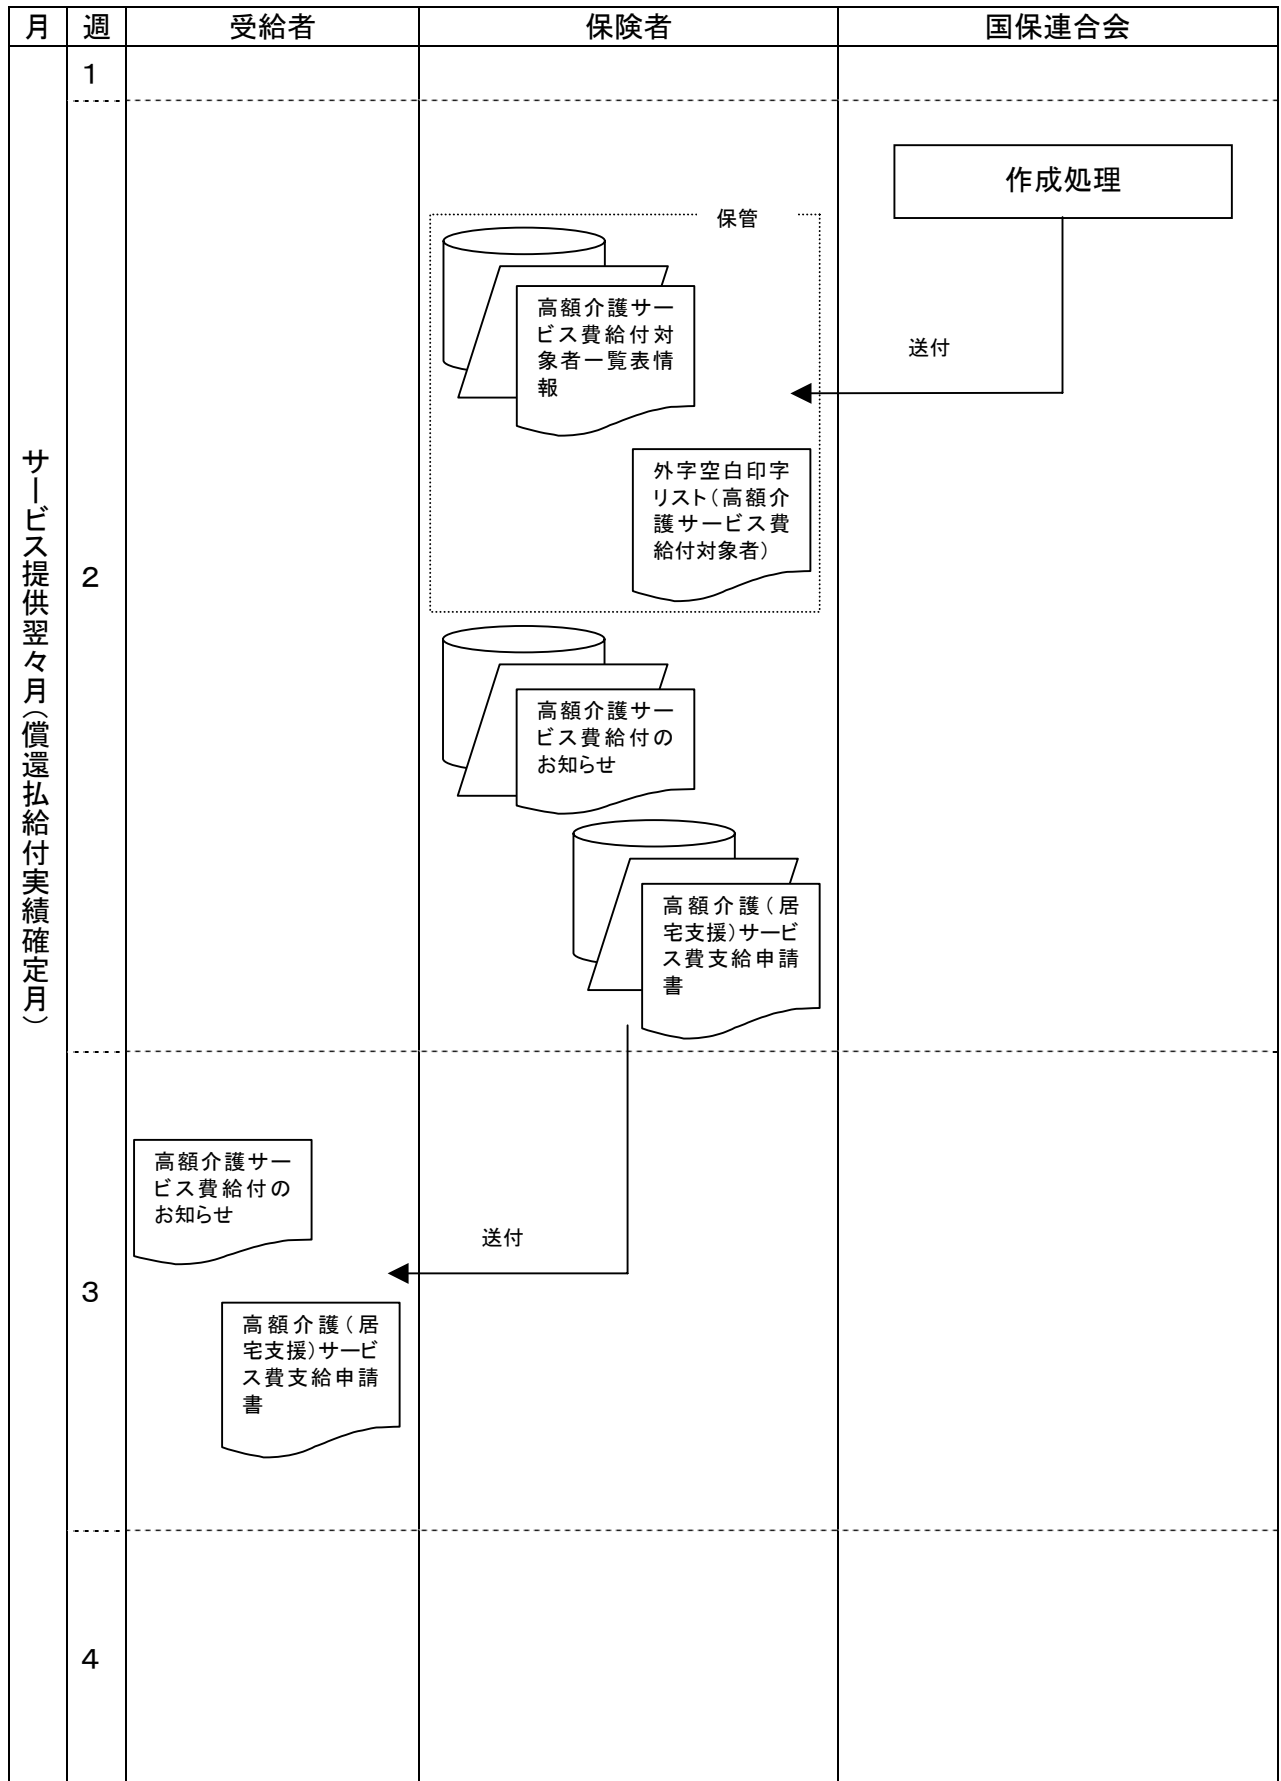 月 週 受給者 保険者 国保連合会
1
作成処理
保管
高額介護サー
ビス費給付対
象者一覧表情
報
送付
外字空白印字
リスト（高額介
護サービス費
給付対象者）
サービス提供翌々月（償還払給付実績確定月）
2
高額介護サー
ビス費給付の
お知らせ
高額介護（居
宅支援）サービ
ス費支給申請
書
高額介護サー
ビス費給付の
お知らせ
送付
3
高額介護（居
宅支援）サービ
ス費支給申請
書
4